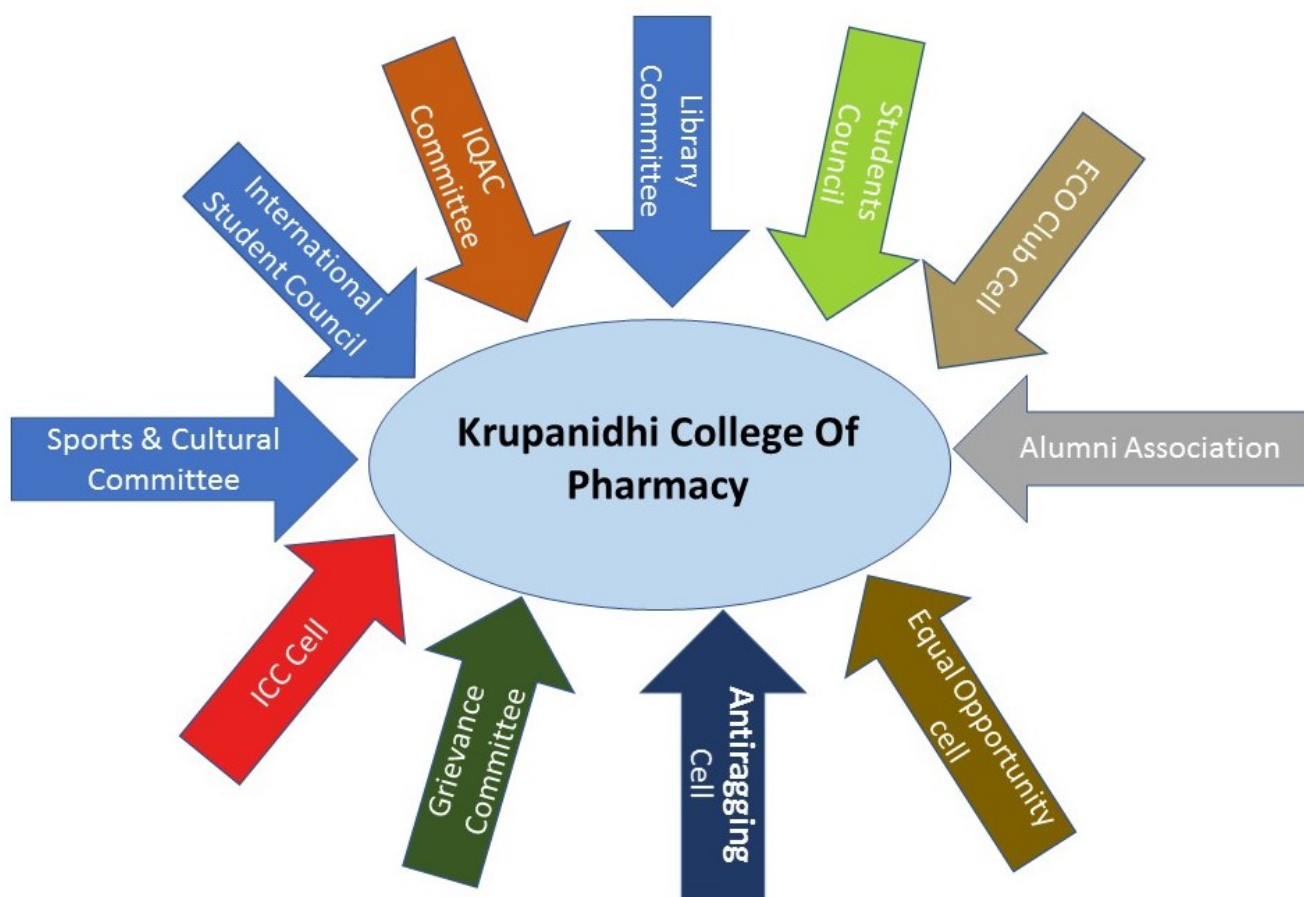 Library
Committee
Students
Council
ECO Club Cell
Alumni Association
Equal Opportunity
cell
Antiragging
Cell
Grievance
Committee
ICC Cell
Sports & Cultural
Committee
International
Student Council
IQAC
Committee
Krupanidhi College Of
Pharmacy